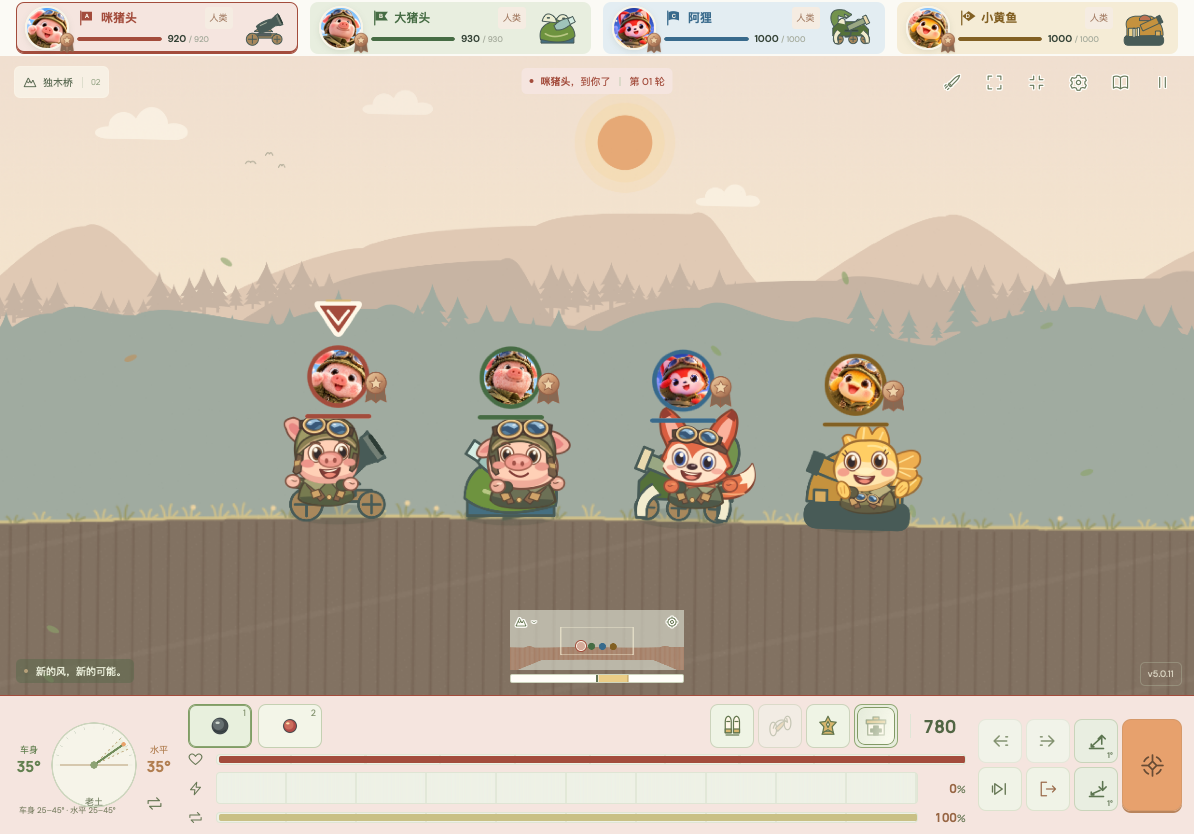 A 咪猪头 人类
920 / 920
大猪头 人类
930 / 930
阿狸 人类
1000 / 1000
小黄鱼 人类
1000 / 1000
独木桥 02
咪猪头，到你了 第 01 轮
新的风，新的可能。
v5.0.11
车身
35°
水平
35°
老土
车身 25–45° · 水平 25–45°
1
2
780
0%
100%
1°
1°